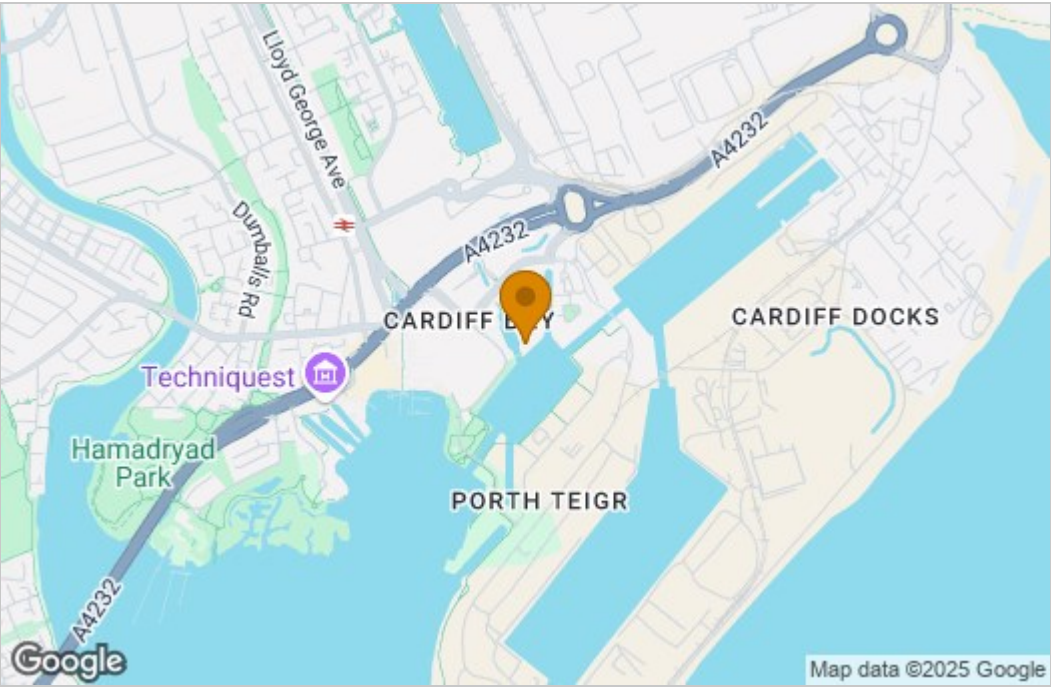 Lloyd George Ave
A4232
Dumballs Rd
A4232
CARDIFF BAY
CARDIFF DOCKS
Techniquest
Hamadryad
Park
PORTH TEIGR
A4232
Google
Map data ©2025 Google